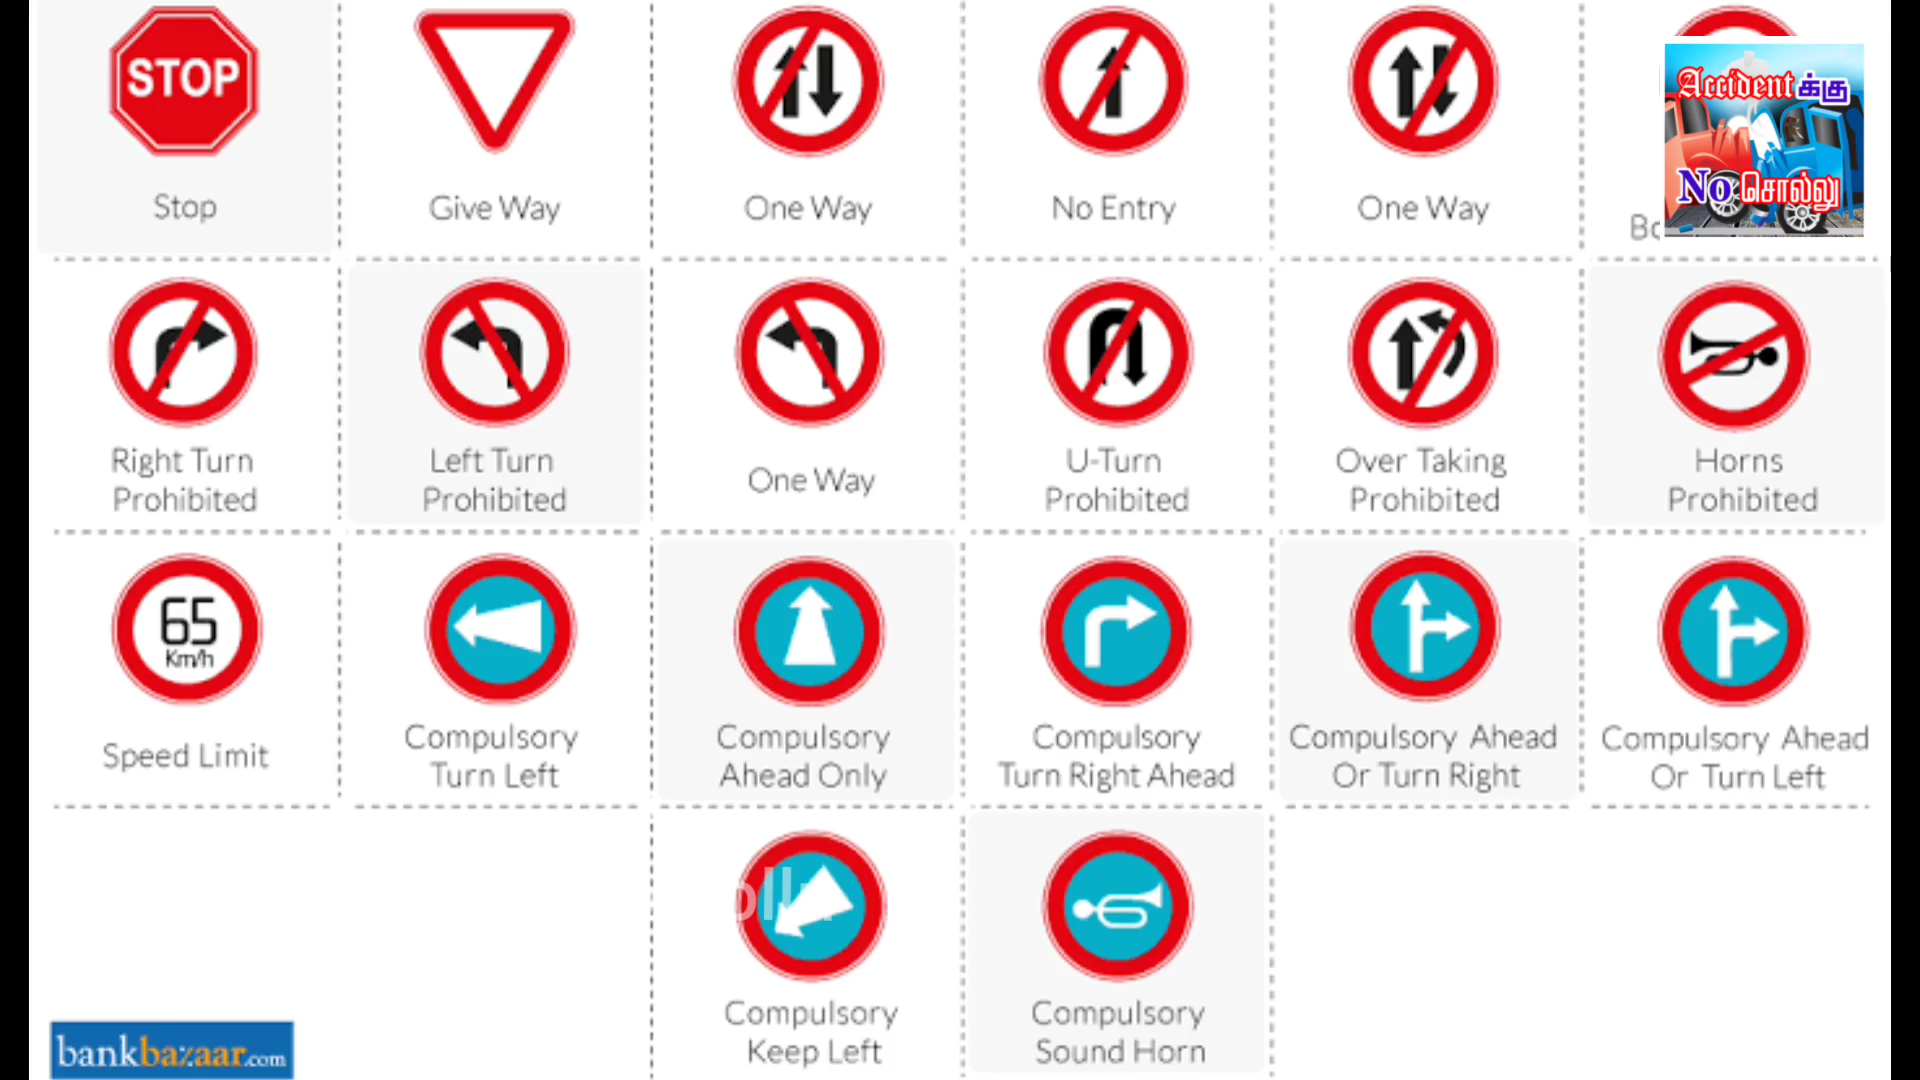 STOP
Stop
Give Way
One Way
No Entry
One Way
Accidentக்கு
No சொல்லு
Right Turn
Prohibited
Left Turn
Prohibited
One Way
U-Turn
Prohibited
Over Taking
Prohibited
Horns
Prohibited
65
Km/h
Speed Limit
Compulsory
Turn Left
Compulsory
Ahead Only
Compulsory
Turn Right Ahead
Compulsory Ahead
Or Turn Right
Compulsory Ahead
Or Turn Left
Compulsory
Keep Left
Compulsory
Sound Horn
bankbazaar.com